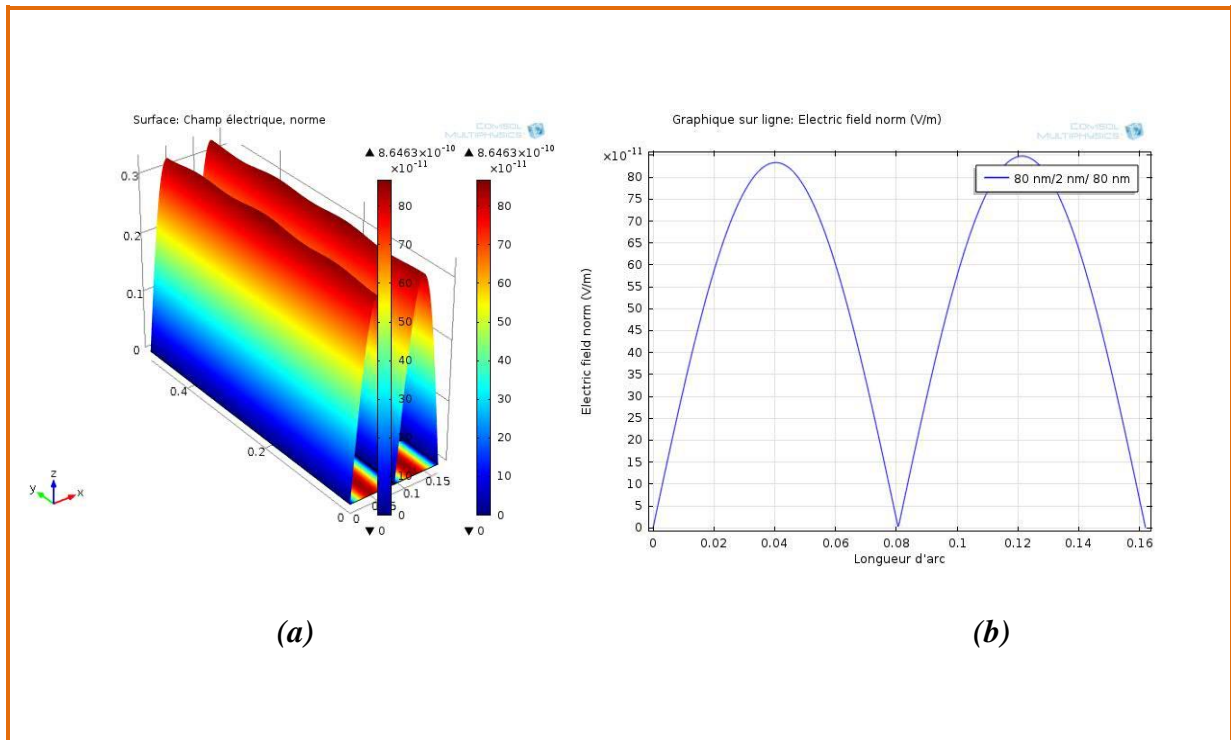 Surface: Champ électrique, norme
COMSOL
MULTIPHYSICS
▲ 8.6463×10⁻¹⁰ ▲ 8.6463×10⁻¹⁰
×10⁻¹¹ ×10⁻¹¹
80 80
70 70
60 60
50 50
40 40
30 30
20
10
0 0
▼ 0 ▼ 0
0.3
0.2
0.1
0
0.4
0.2
0 0
0.1 0.15
y z x
(a)
Graphique sur ligne: Electric field norm (V/m)
COMSOL
MULTIPHYSICS
×10⁻¹¹
80 nm/2 nm/ 80 nm
80
75
70
65
60
55
50
45
40
35
30
25
20
15
10
5
0
Electric field norm (V/m)
0 0.02 0.04 0.06 0.08 0.1 0.12 0.14 0.16
Longueur d'arc
(b)